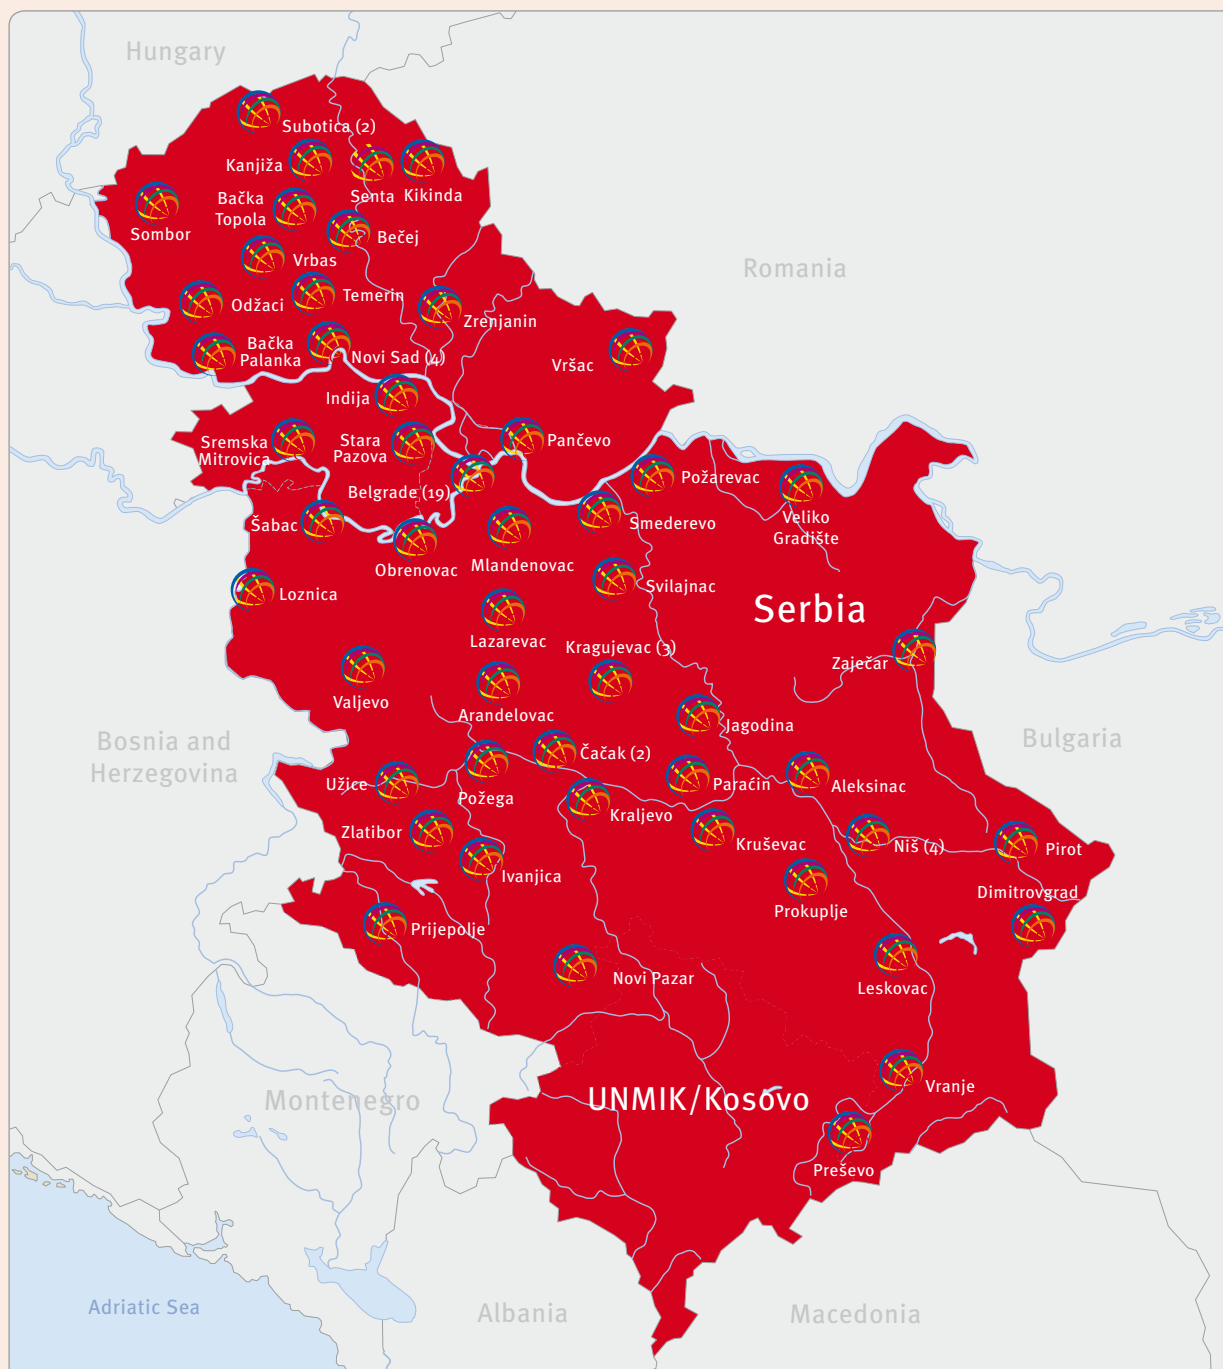 Hungary
Subotica (2)
Kanjiža
Senta
Kikinda
Bačka
Topola
Sombor
Bečej
Vrbas
Romania
Odžaci
Temerin
Zrenjanin
Bačka
Palanka
Novi Sad (4)
Vršac
Indija
Sremska
Mitrovica
Stara
Pazova
Pančevo
Belgrade (19)
Požarevac
Šabac
Smederevo
Veliko
Gradište
Obrenovac
Mlandenovac
Svilajnac
Loznica
Serbia
Lazarevac
Kragujevac (3)
Zaječar
Valjevo
Arandelovac
Jagodina
Bosnia and
Herzegovina
Bulgaria
Čačak (2)
Užice
Požega
Paraćin
Aleksinac
Kraljevo
Zlatibor
Kruševac
Niš (4)
Pirot
Ivanjica
Dimitrovgrad
Prokuplje
Prijepolje
Novi Pazar
Leskovac
Vranje
Montenegro
UNMIK/Kosovo
Preševo
Adriatic Sea
Albania
Macedonia